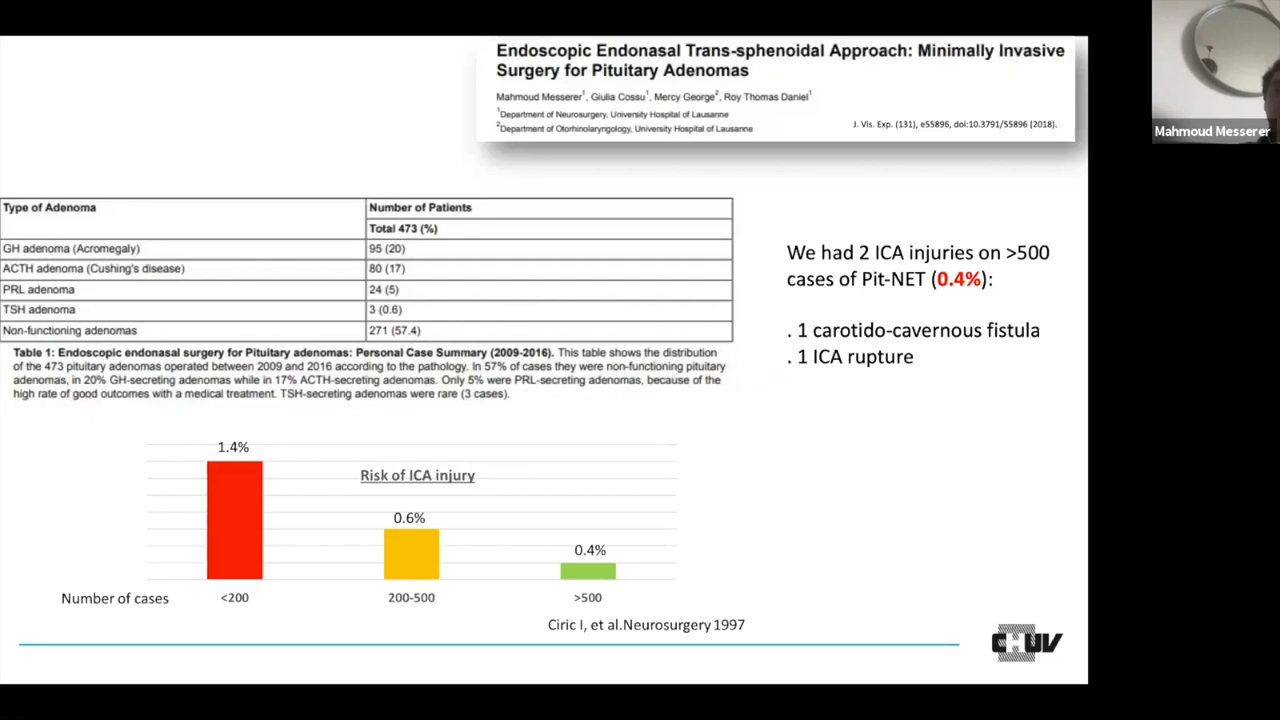 Endoscopic Endonasal Trans-sphenoidal Approach: Minimally Invasive
Surgery for Pituitary Adenomas
Mahmoud Messerer1, Giulia Cossu1, Mercy George2, Roy Thomas Daniel1
1Department of Neurosurgery, University Hospital of Lausanne
2Department of Otorhinolaryngology, University Hospital of Lausanne
J. Vis. Exp. (131), e55896, doi:10.3791/55896 (2018).
Mahmoud Messerer
Type of Adenoma
Number of Patients
Total 473 (%)
GH adenoma (Acromegaly)
95 (20)
ACTH adenoma (Cushing's disease)
80 (17)
PRL adenoma
24 (5)
TSH adenoma
3 (0.6)
Non-functioning adenomas
271 (57.4)
Table 1: Endoscopic endonasal surgery for Pituitary adenomas: Personal Case Summary (2009-2016). This table shows the distribution
of the 473 pituitary adenomas operated between 2009 and 2016 according to the pathology. In 57% of cases they were non-functioning pituitary
adenomas, in 20% GH-secreting adenomas while in 17% ACTH-secreting adenomas. Only 5% were PRL-secreting adenomas, because of the
high rate of good outcomes with a medical treatment. TSH-secreting adenomas were rare (3 cases).
We had 2 ICA injuries on >500
cases of Pit-NET (0.4%):
. 1 carotido-cavernous fistula
. 1 ICA rupture
Risk of ICA injury
1.4%
0.6%
0.4%
Number of cases
<200
200-500
>500
Ciric I, et al.Neurosurgery 1997
CHUV